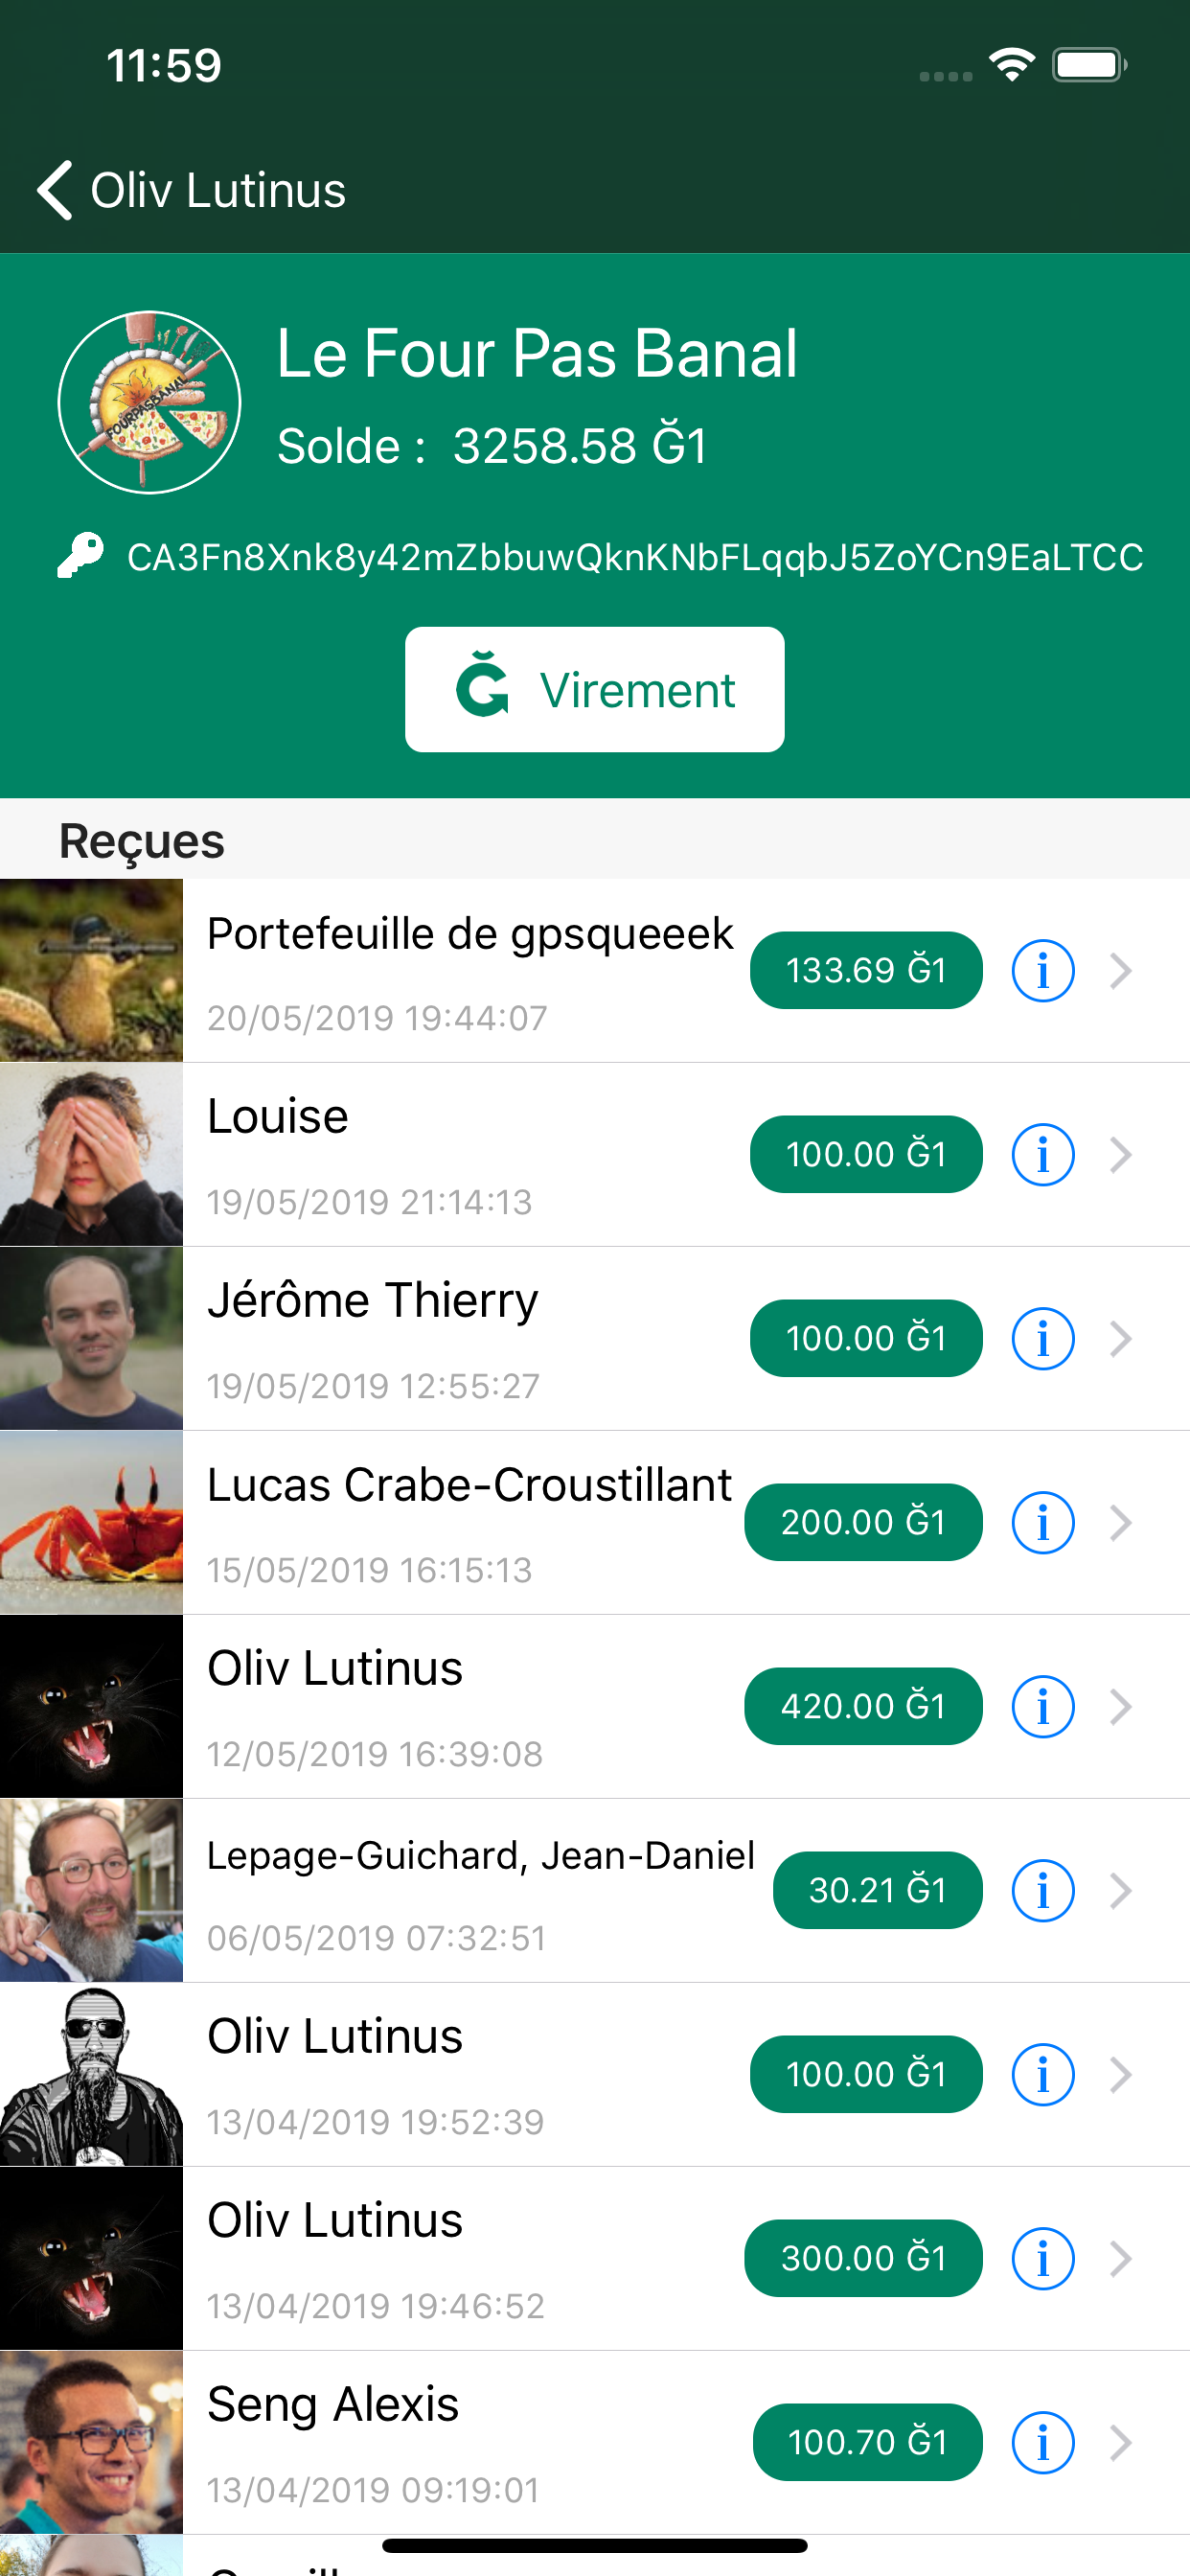 11:59
Oliv Lutinus
FOURPASBANAL
Le Four Pas Banal
Solde : 3258.58 Ğ1
CA3Fn8Xnk8y42mZbbuwQknKNbFLqqbJ5ZoYCn9EaLTCC
Virement
Reçues
Portefeuille de gpsqueeek
133.69 Ğ1
20/05/2019 19:44:07
Louise
100.00 Ğ1
19/05/2019 21:14:13
Jérôme Thierry
100.00 Ğ1
19/05/2019 12:55:27
Lucas Crabe-Croustillant
200.00 Ğ1
15/05/2019 16:15:13
Oliv Lutinus
420.00 Ğ1
12/05/2019 16:39:08
Lepage-Guichard, Jean-Daniel
30.21 Ğ1
06/05/2019 07:32:51
Oliv Lutinus
100.00 Ğ1
13/04/2019 19:52:39
Oliv Lutinus
300.00 Ğ1
13/04/2019 19:46:52
Seng Alexis
100.70 Ğ1
13/04/2019 09:19:01